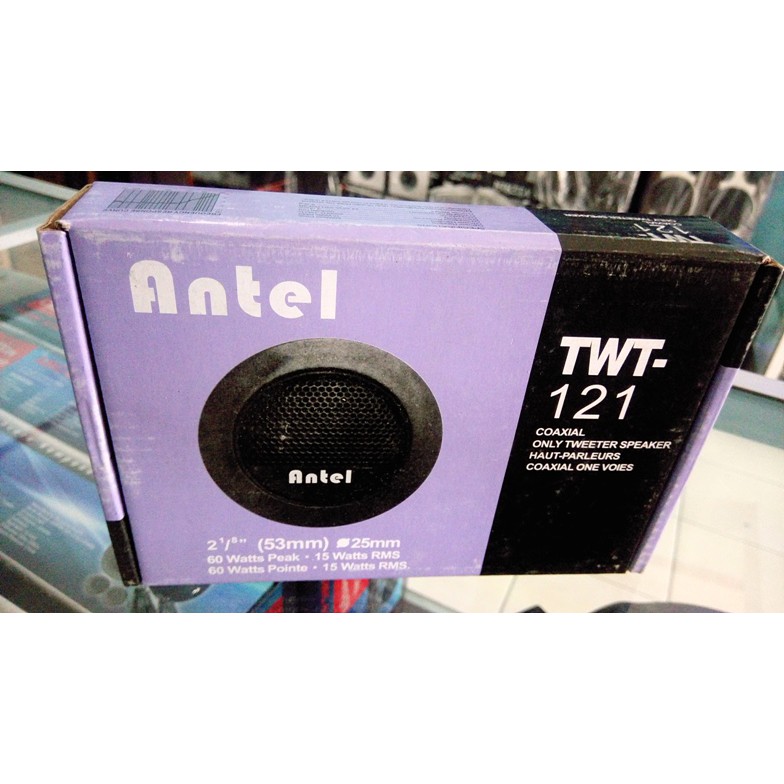 Antel
Antel
2 1/8" (53mm) ⌀25mm
60 Watts Peak · 15 Watts RMS
60 Watts Pointe · 15 Watts RMS.
TWT-
121
COAXIAL
ONLY TWEETER SPEAKER
HAUT-PARLEURS
COAXIAL ONE VOIES